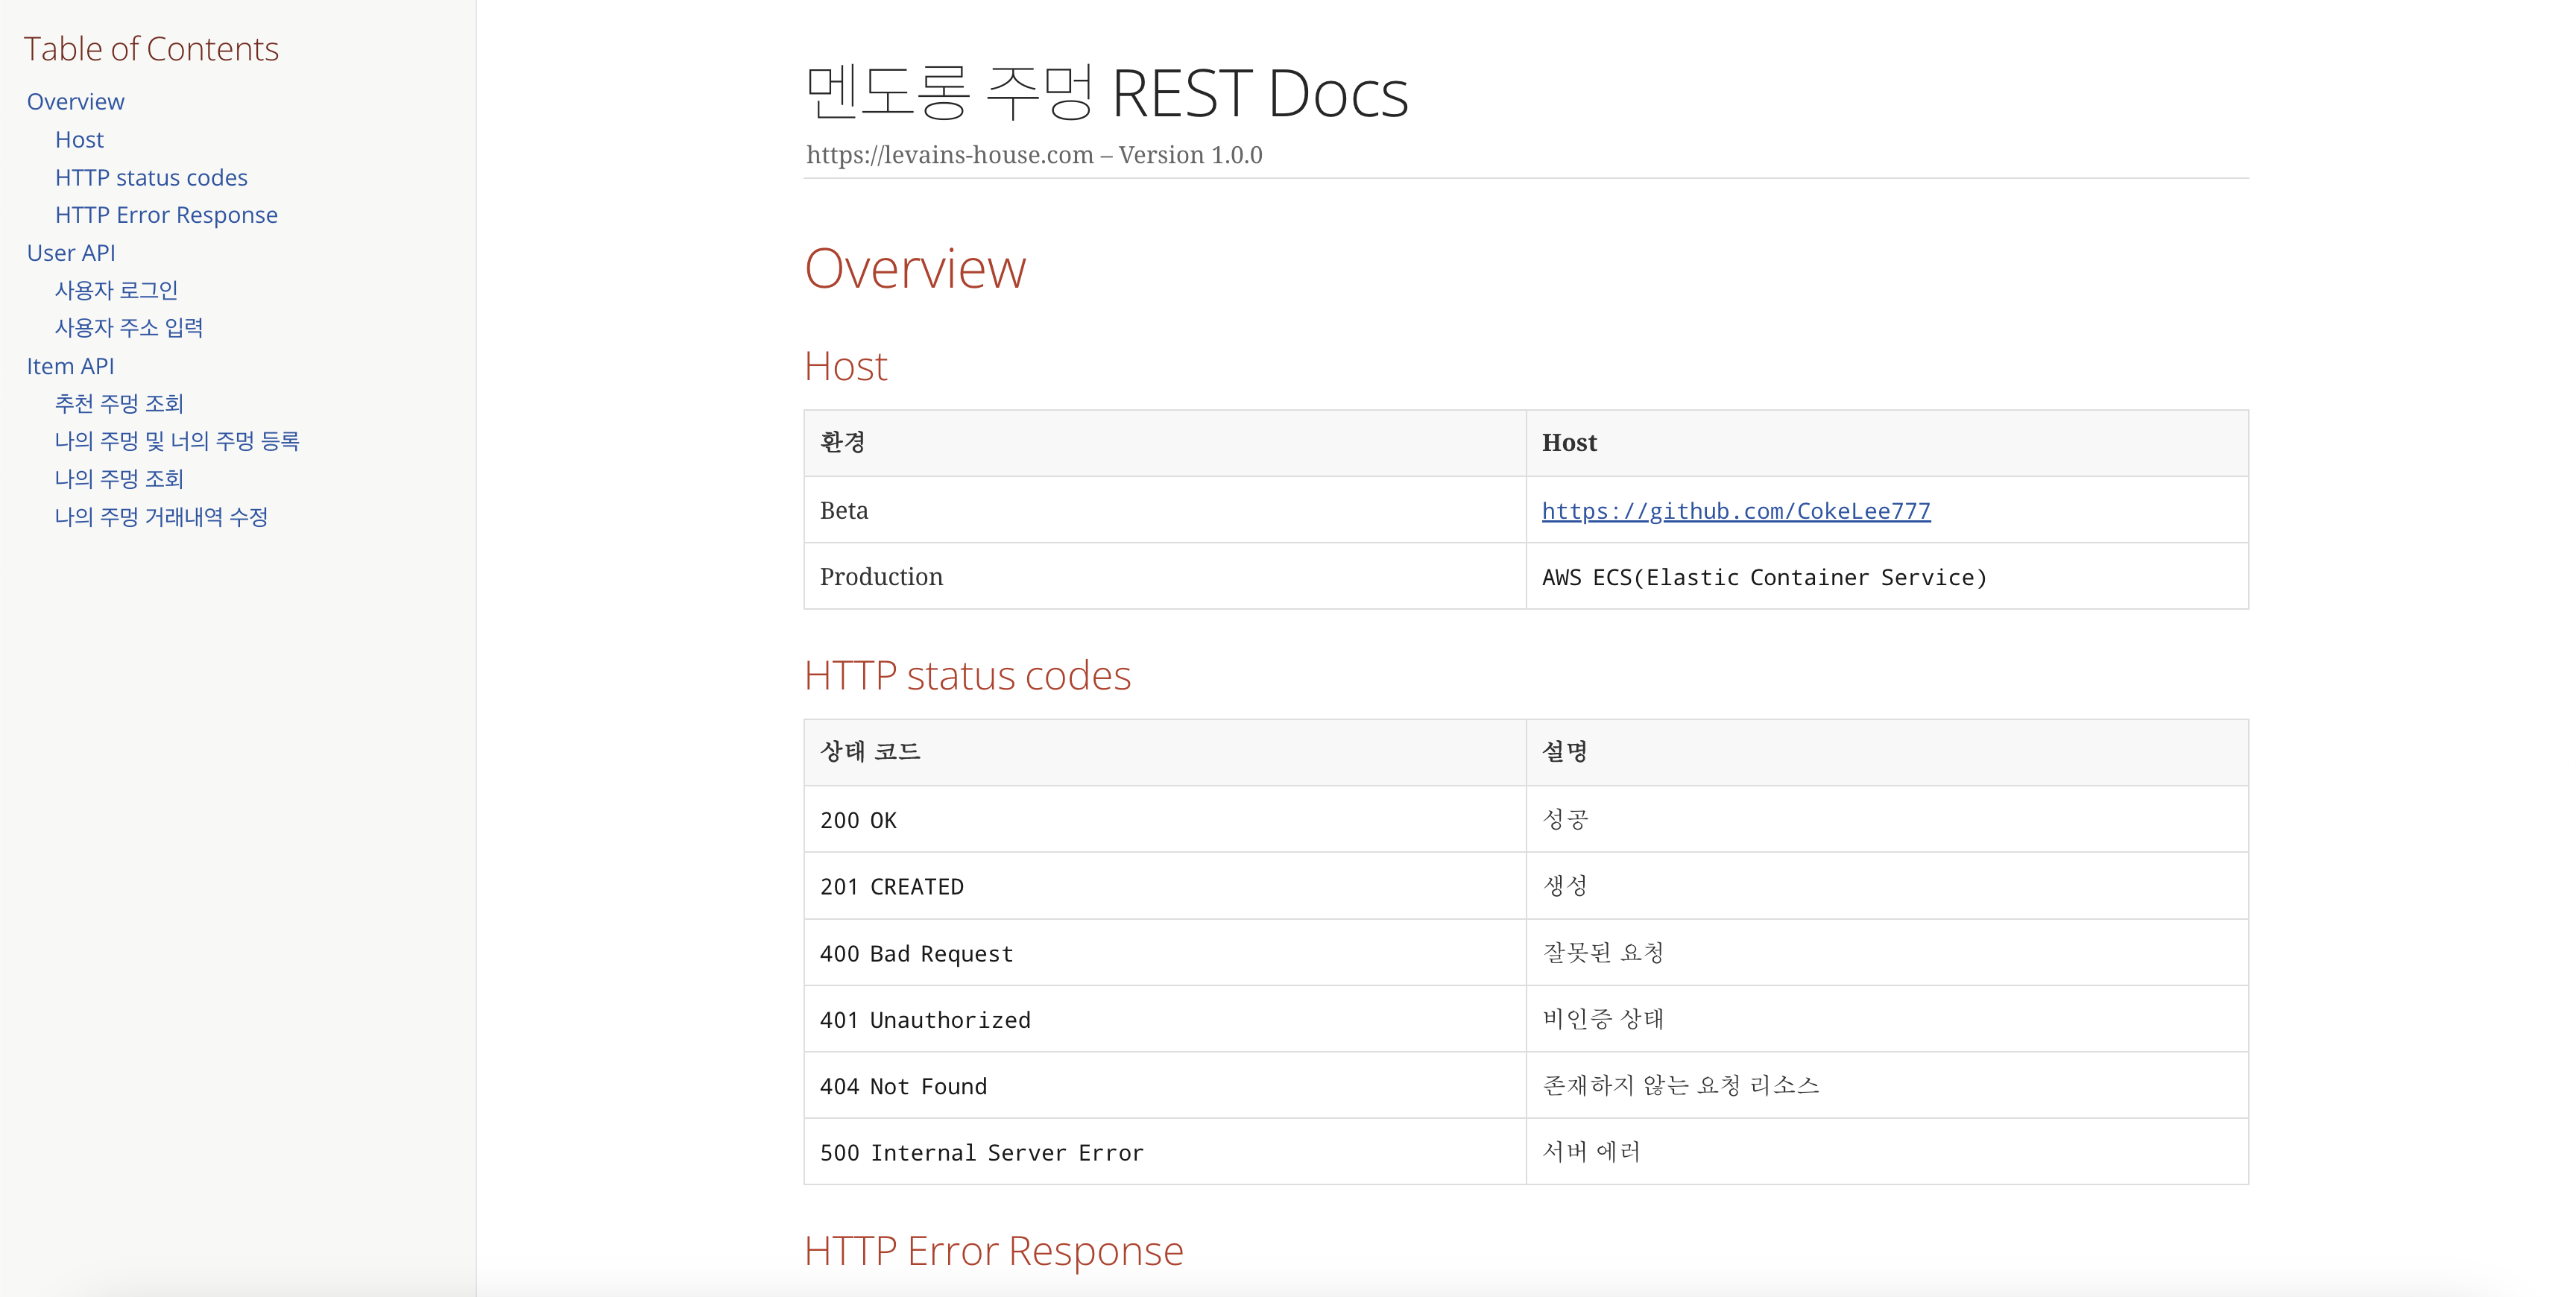 Table of Contents
Overview
Host
HTTP status codes
HTTP Error Response
User API
사용자 로그인
사용자 주소 입력
Item API
추천 주멍 조회
나의 주멍 및 너의 주멍 등록
나의 주멍 조회
나의 주멍 거래내역 수정
멘도롱 주멍 REST Docs
https://levains-house.com – Version 1.0.0
Overview
Host
환경 Host
Beta https://github.com/CokeLee777
Production AWS ECS(Elastic Container Service)
HTTP status codes
상태 코드 설명
200 OK 성공
201 CREATED 생성
400 Bad Request 잘못된 요청
401 Unauthorized 비인증 상태
404 Not Found 존재하지 않는 요청 리소스
500 Internal Server Error 서버 에러
HTTP Error Response